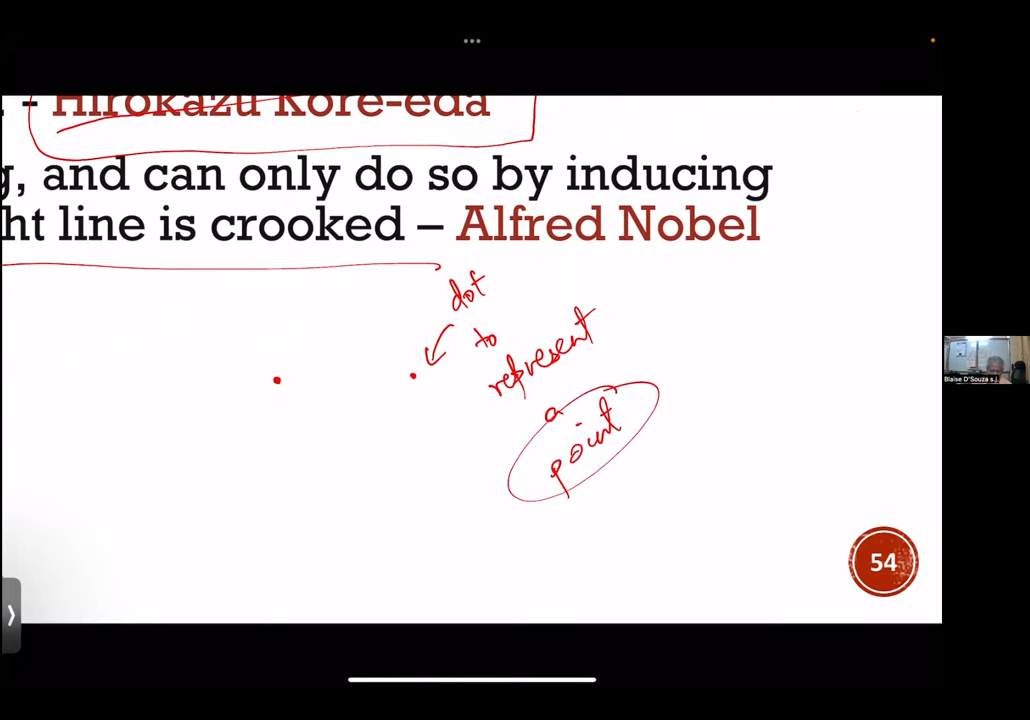 . - Hirokazu Kore-eda
g, and can only do so by inducing
ht line is crooked – Alfred Nobel
dot
to
represent
a
point
54
Blaise D'Souza s.j.